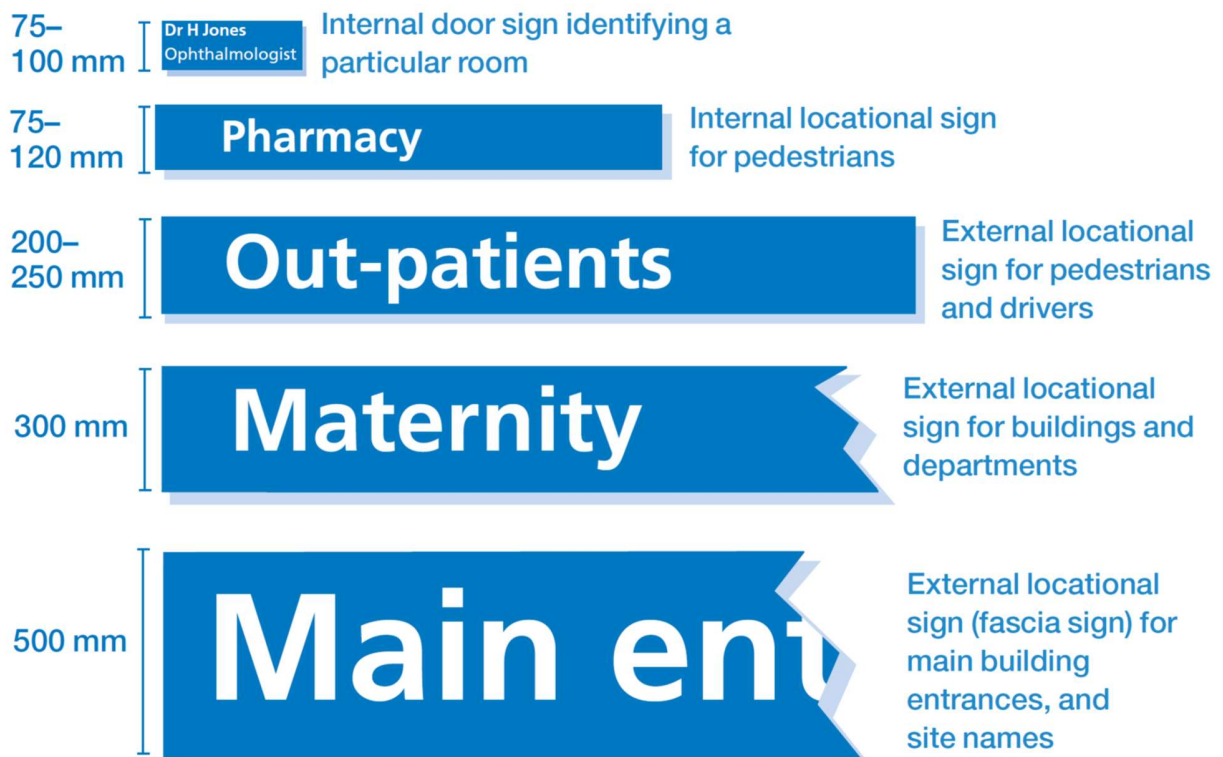 75–
100 mm
Dr H Jones
Ophthalmologist
Internal door sign identifying a
particular room
75–
120 mm
Pharmacy
Internal locational sign
for pedestrians
200–
250 mm
Out-patients
External locational
sign for pedestrians
and drivers
300 mm
Maternity
External locational
sign for buildings and
departments
500 mm
Main ent
External locational
sign (fascia sign) for
main building
entrances, and
site names